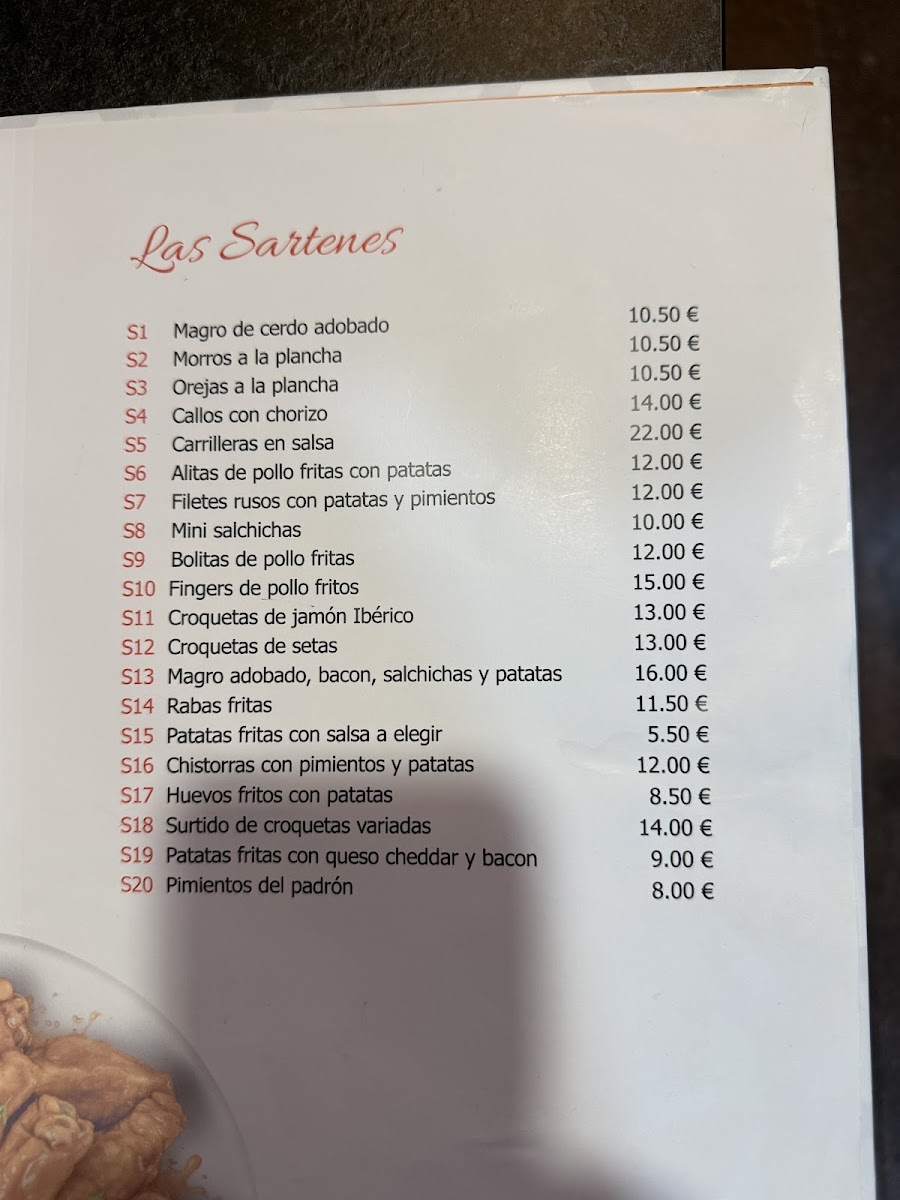 Las Sartenes
S1 Magro de cerdo adobado 10.50 €
S2 Morros a la plancha 10.50 €
S3 Orejas a la plancha 10.50 €
S4 Callos con chorizo 14.00 €
S5 Carrilleras en salsa 22.00 €
S6 Alitas de pollo fritas con patatas 12.00 €
S7 Filetes rusos con patatas y pimientos 12.00 €
S8 Mini salchichas 10.00 €
S9 Bolitas de pollo fritas 12.00 €
S10 Fingers de pollo fritos 15.00 €
S11 Croquetas de jamón Ibérico 13.00 €
S12 Croquetas de setas 13.00 €
S13 Magro adobado, bacon, salchichas y patatas 16.00 €
S14 Rabas fritas 11.50 €
S15 Patatas fritas con salsa a elegir 5.50 €
S16 Chistorras con pimientos y patatas 12.00 €
S17 Huevos fritos con patatas 8.50 €
S18 Surtido de croquetas variadas 14.00 €
S19 Patatas fritas con queso cheddar y bacon 9.00 €
S20 Pimientos del padrón 8.00 €